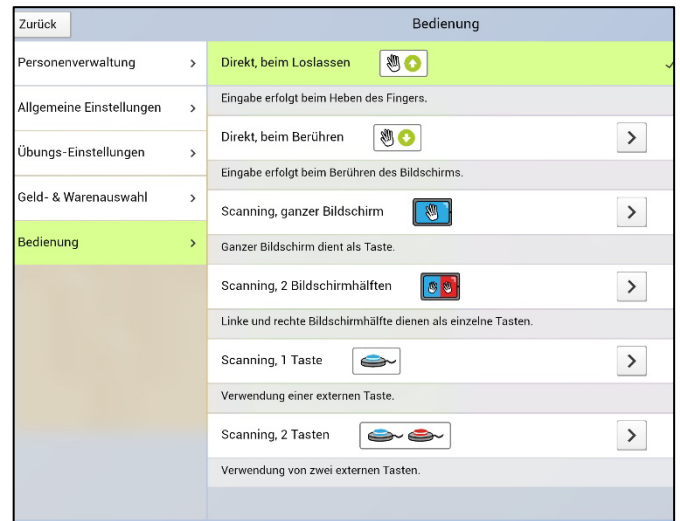 Zurück
Bedienung
Personenverwaltung
Allgemeine Einstellungen
Übungs-Einstellungen
Geld- & Warenauswahl
Bedienung
Direkt, beim Loslassen
Eingabe erfolgt beim Heben des Fingers.
Direkt, beim Berühren
Eingabe erfolgt beim Berühren des Bildschirms.
Scanning, ganzer Bildschirm
Ganzer Bildschirm dient als Taste.
Scanning, 2 Bildschirmhälften
Linke und rechte Bildschirmhälfte dienen als einzelne Tasten.
Scanning, 1 Taste
Verwendung einer externen Taste.
Scanning, 2 Tasten
Verwendung von zwei externen Tasten.